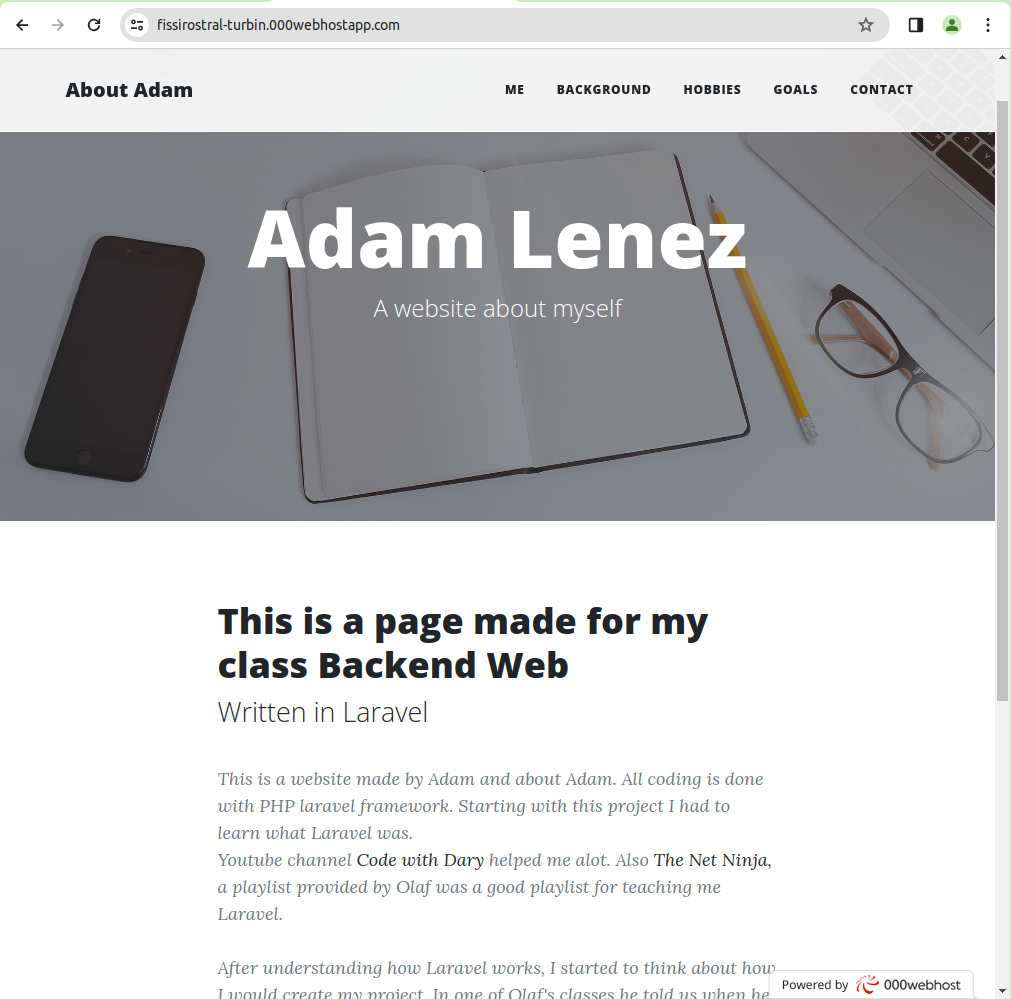 fissirostral-turbin.000webhostapp.com
About Adam
ME BACKGROUND HOBBIES GOALS CONTACT
Adam Lenez
A website about myself
This is a page made for my
class Backend Web
Written in Laravel
This is a website made by Adam and about Adam. All coding is done
with PHP laravel framework. Starting with this project I had to
learn what Laravel was.
Youtube channel Code with Dary helped me alot. Also The Net Ninja,
a playlist provided by Olaf was a good playlist for teaching me
Laravel.
After understanding how Laravel works, I started to think about how
I would create my project. In one of Olaf's classes he told us when he
Powered by 000webhost